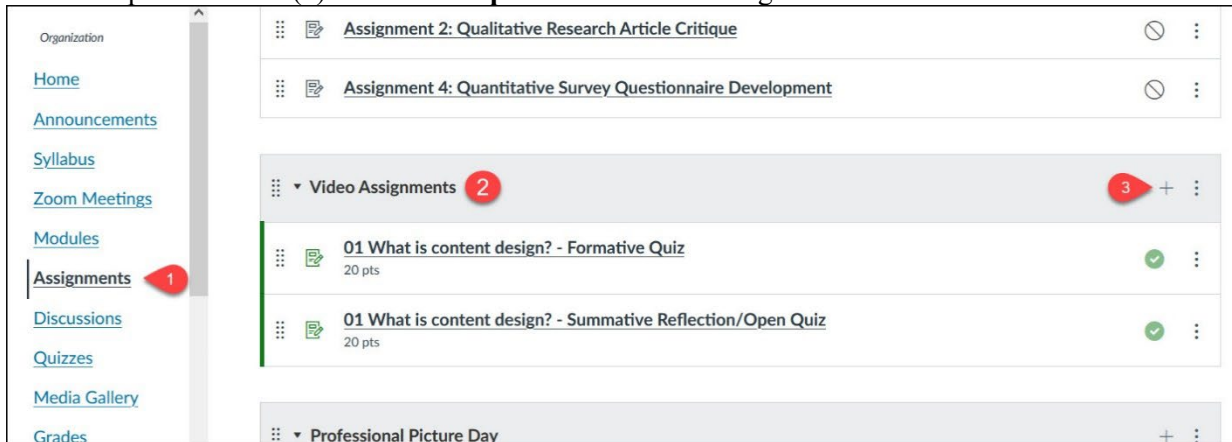 Organization
Home
Announcements
Syllabus
Zoom Meetings
Modules
Assignments
1
Discussions
Quizzes
Media Gallery
Grades
Assignment 2: Qualitative Research Article Critique
Assignment 4: Quantitative Survey Questionnaire Development
Video Assignments 2
3 +
01 What is content design? - Formative Quiz
20 pts
01 What is content design? - Summative Reflection/Open Quiz
20 pts
Professional Picture Day
+